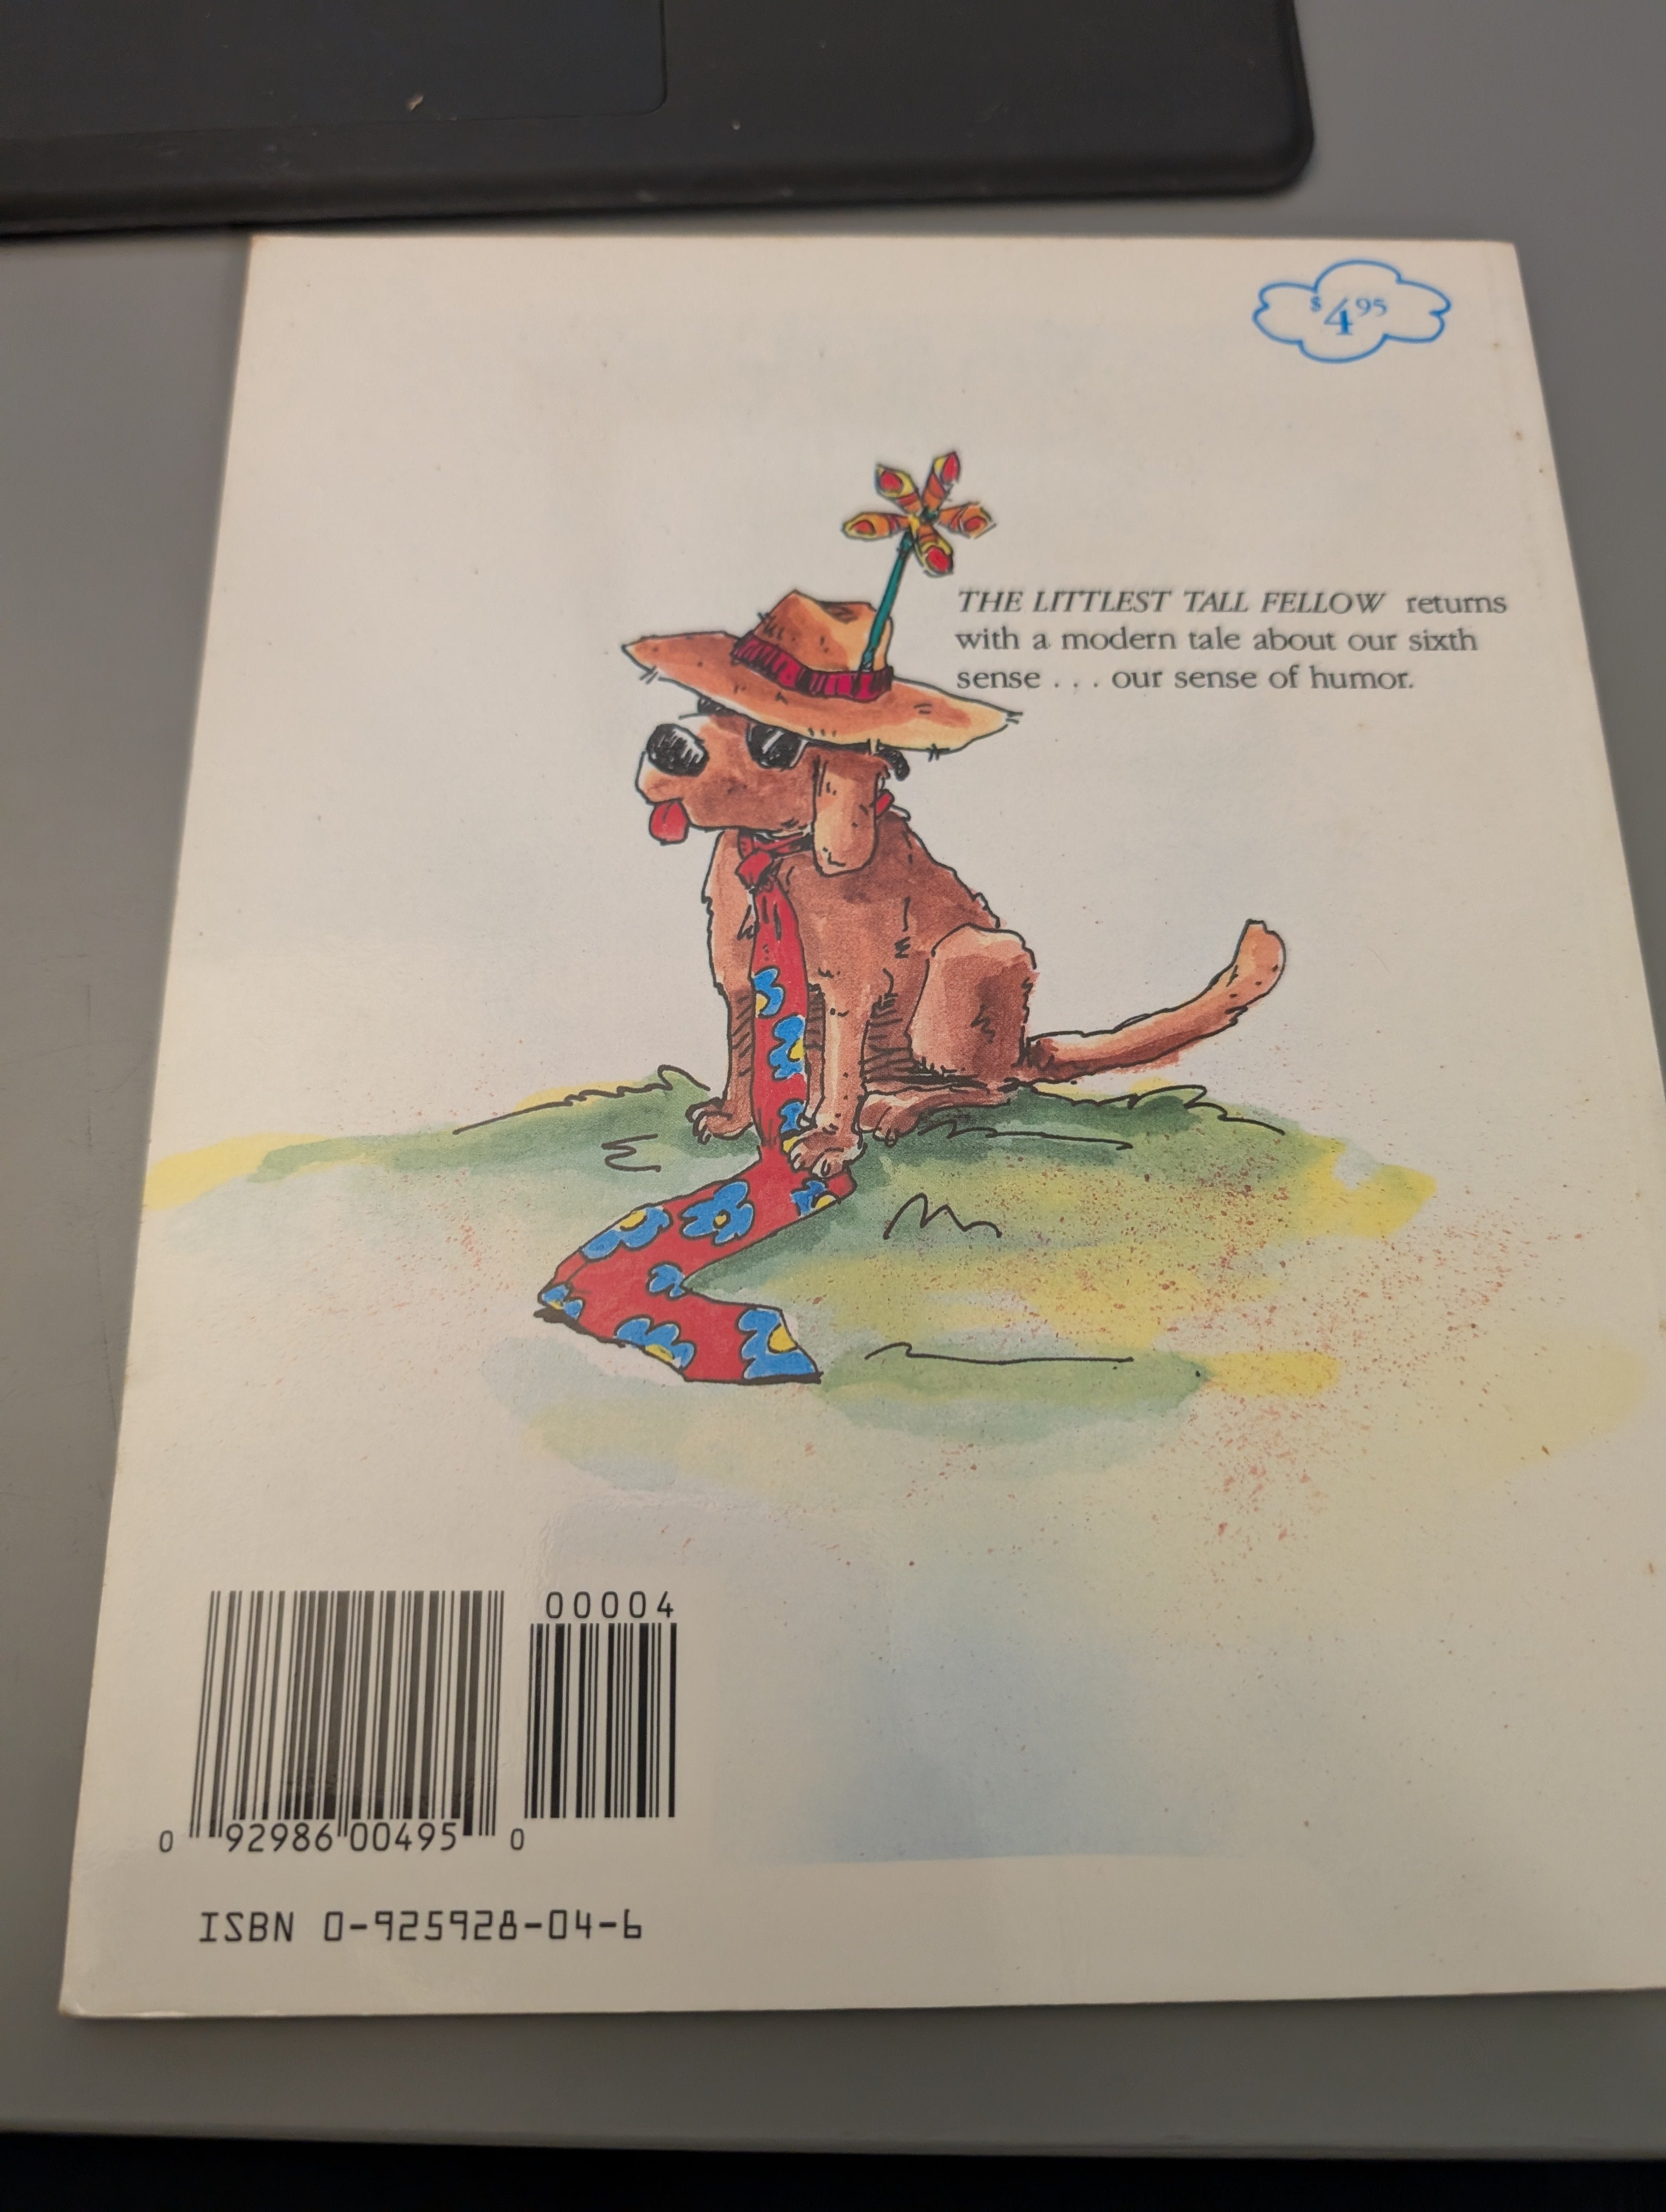 $4.95
THE LITTLEST TALL FELLOW returns
with a modern tale about our sixth
sense . . . our sense of humor.
00004
0 92986 00495 0
ISBN 0-925928-04-6